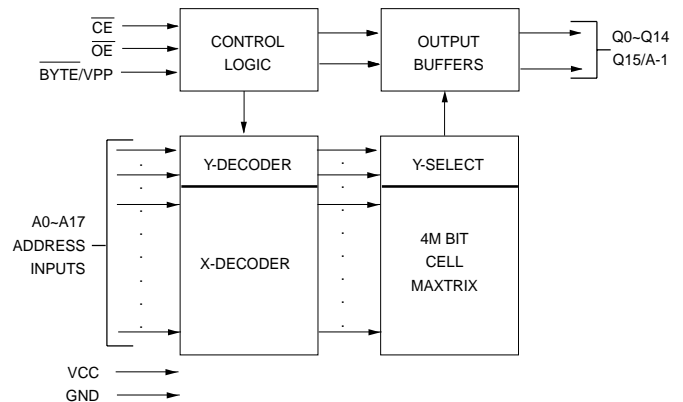 CE
OE
BYTE/VPP
CONTROL
LOGIC
OUTPUT
BUFFERS
Q0~Q14
Q15/A-1
A0~A17
ADDRESS
INPUTS
Y-DECODER
X-DECODER
Y-SELECT
4M BIT
CELL
MAXTRIX
VCC
GND